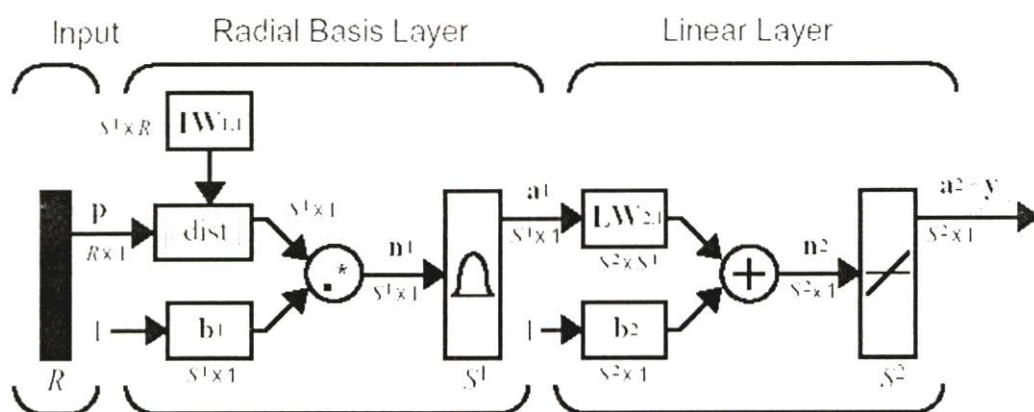 Input Radial Basis Layer Linear Layer
IW1,1
S1×R
p
R×1
|| dist ||
S1×1
.*
n1
S1×1
a1
S1×1
LW2,1
S2×S1
+
n2
S2×1
a2 y
S2×1
1
b1
S1×1
1
b2
S2×1
R
S1
S2